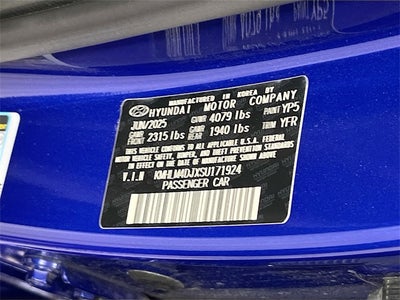 MANUFACTURED IN KOREA BY
HYUNDAI MOTOR COMPANY
JUN/2025 GVWR 4079 lbs PAINT YP5
GAWR FRONT 2315 lbs GAWR REAR 1940 lbs TRIM YFR
THIS VEHICLE CONFORMS TO ALL APPLICABLE U.S.A. FEDERAL
MOTOR VEHICLE SAFETY, BUMPER, AND THEFT PREVENTION
STANDARDS IN EFFECT ON THE DATE OF MANUFACTURE
SHOWN ABOVE.
V.I.N KMHLM4DJXSU171924
PASSENGER CAR